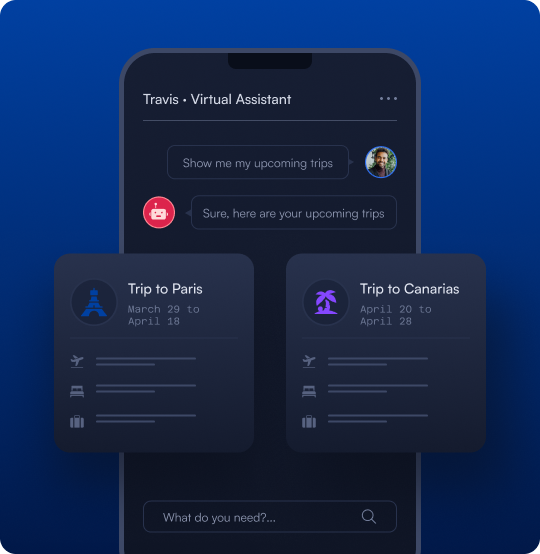 Travis · Virtual Assistant
Show me my upcoming trips
Sure, here are your upcoming trips
Trip to Paris
March 29 to
April 18
Trip to Canarias
April 20 to
April 28
What do you need?...